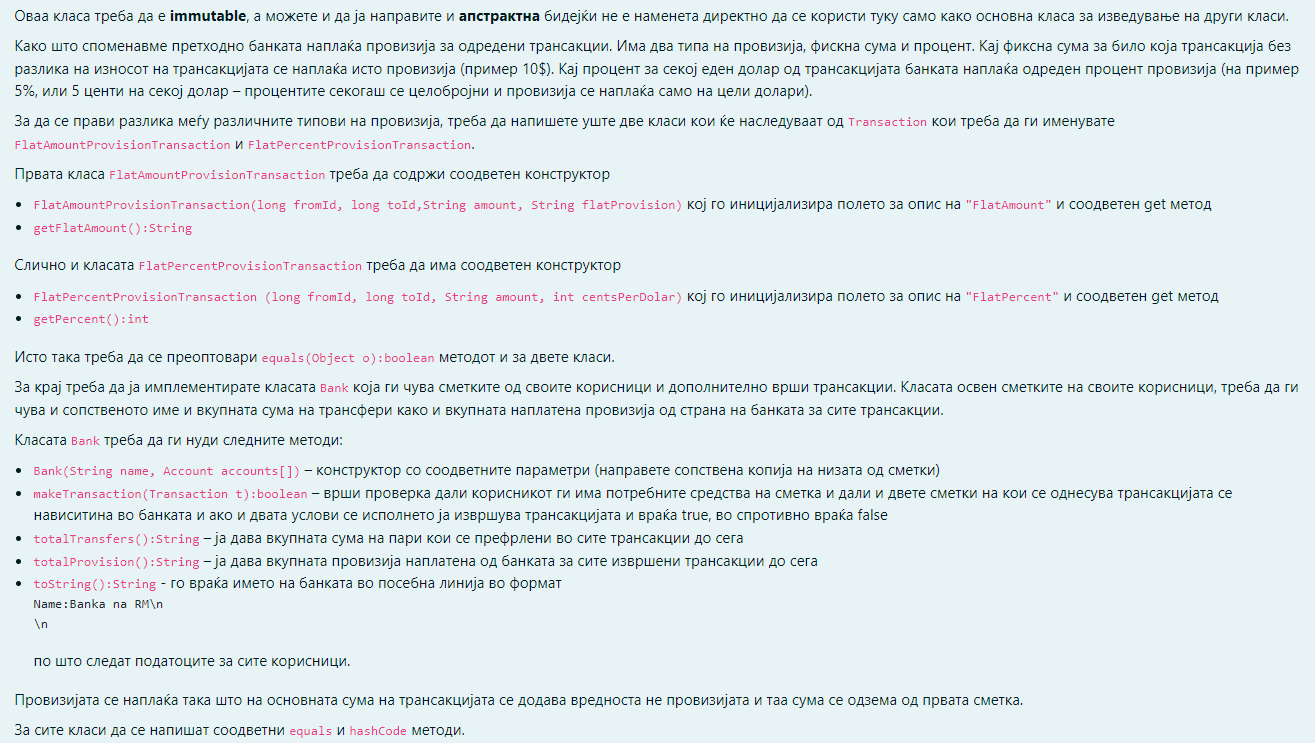 Оваа класа треба да е immutable, а можете и да ја направите и апстрактна бидејќи не е наменета директно да се користи туку само како основна класа за изведување на други класи.
Како што споменавме претходно банката наплаќа провизија за одредени трансакции. Има два типа на провизија, фискна сума и процент. Кај фиксна сума за било која трансакција без
разлика на износот на трансакцијата се наплаќа исто провизија (пример 10$). Кај процент за секој еден долар од трансакцијата банката наплаќа одреден процент провизија (на пример
5%, или 5 центи на секој долар – процентите секогаш се целобројни и провизија се наплаќа само на цели долари).
За да се прави разлика меѓу различните типови на провизија, треба да напишете уште две класи кои ќе наследуваат од Transaction кои треба да ги именувате
FlatAmountProvisionTransaction и FlatPercentProvisionTransaction.
Првата класа FlatAmountProvisionTransaction треба да содржи соодветен конструктор
• FlatAmountProvisionTransaction(long fromId, long toId,String amount, String flatProvision) кој го иницијализира полето за опис на "FlatAmount" и соодветен get метод
• getFlatAmount():String
Слично и класата FlatPercentProvisionTransaction треба да има соодветен конструктор
• FlatPercentProvisionTransaction (long fromId, long toId, String amount, int centsPerDolar) кој го иницијализира полето за опис на "FlatPercent" и соодветен get метод
• getPercent():int
Исто така треба да се преоптовари equals(Object o):boolean методот и за двете класи.
За крај треба да ја имплементирате класата Bank која ги чува сметките од своите корисници и дополнително врши трансакции. Класата освен сметките на своите корисници, треба да ги
чува и сопственото име и вкупната сума на трансфери како и вкупната наплатена провизија од страна на банката за сите трансакции.
Класата Bank треба да ги нуди следните методи:
• Bank(String name, Account accounts[]) – конструктор со соодветните параметри (направете сопствена копија на низата од сметки)
• makeTransaction(Transaction t):boolean – врши проверка дали корисникот ги има потребните средства на сметка и дали и двете сметки на кои се однесува трансакцијата се
нависитина во банката и ако и двата услови се исполнето ја извршува трансакцијата и враќа true, во спротивно враќа false
• totalTransfers():String – ја дава вкупната сума на пари кои се префрлени во сите трансакции до сега
• totalProvision():String – ја дава вкупната провизија наплатена од банката за сите извршени трансакции до сега
• toString():String - го враќа името на банката во посебна линија во формат
Name:Banka na RM\n
\n
по што следат податоците за сите корисници.
Провизијата се наплаќа така што на основната сума на трансакцијата се додава вредноста не провизијата и таа сума се одзема од првата сметка.
За сите класи да се напишат соодветни equals и hashCode методи.